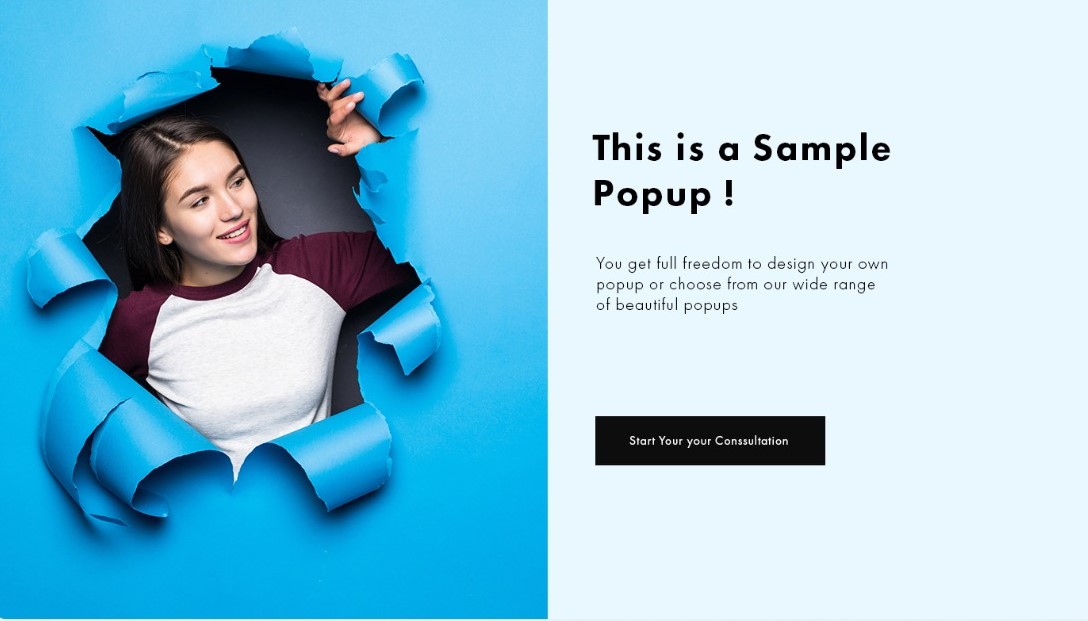 This is a Sample
Popup !
You get full freedom to design your own
popup or choose from our wide range
of beautiful popups
Start Your your Conssultation